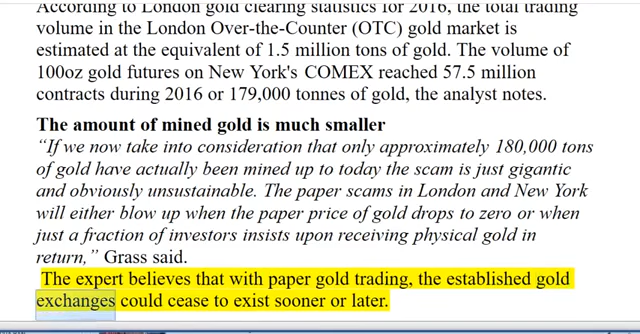 According to London gold clearing statistics for 2016, the total trading
volume in the London Over-the-Counter (OTC) gold market is
estimated at the equivalent of 1.5 million tons of gold. The volume of
100oz gold futures on New York's COMEX reached 57.5 million
contracts during 2016 or 179,000 tonnes of gold, the analyst notes.
The amount of mined gold is much smaller
“If we now take into consideration that only approximately 180,000 tons
of gold have actually been mined up to today the scam is just gigantic
and obviously unsustainable. The paper scams in London and New York
will either blow up when the paper price of gold drops to zero or when
just a fraction of investors insists upon receiving physical gold in
return,” Grass said.
The expert believes that with paper gold trading, the established gold
exchanges could cease to exist sooner or later.